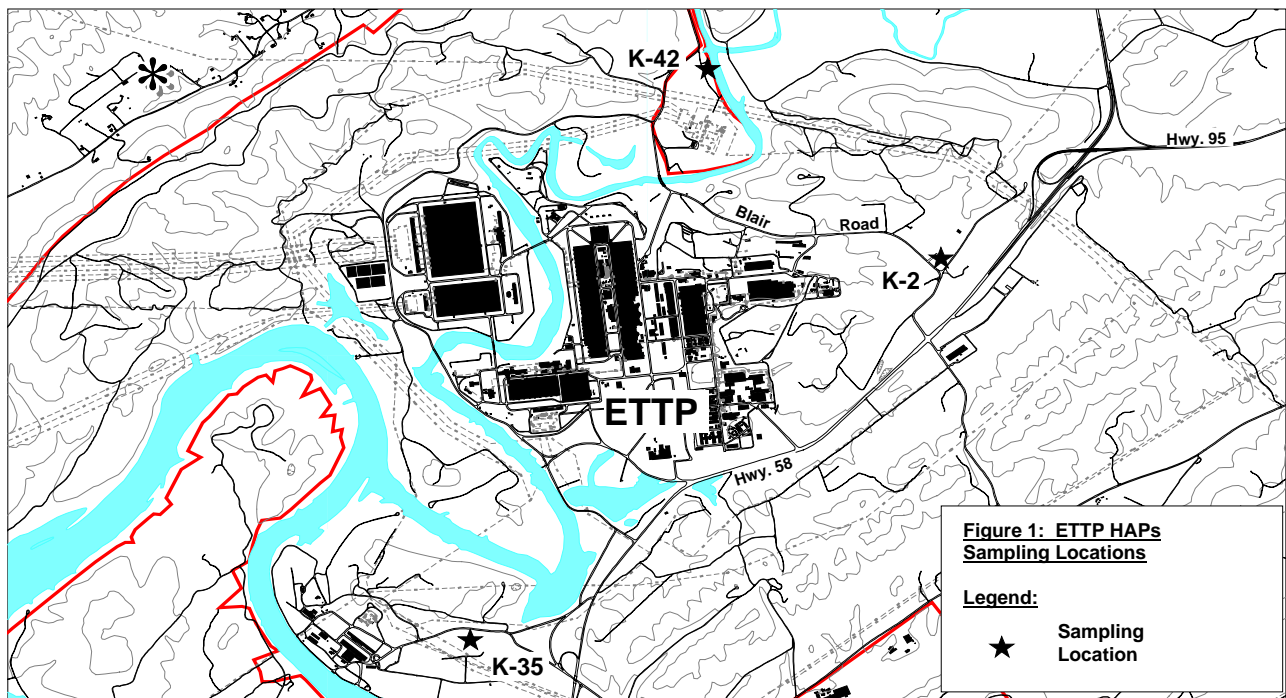 K-42
Hwy. 95
Blair Road
K-2
ETTP
Hwy. 58
K-35
Figure 1: ETTP HAPs
Sampling Locations
Legend:
Sampling
Location